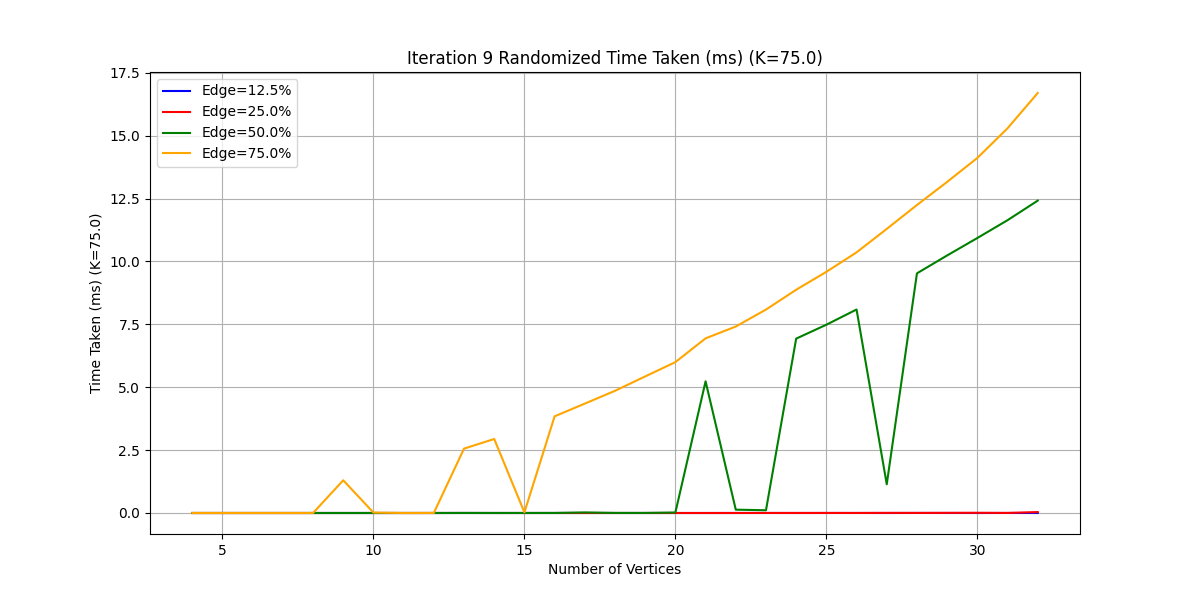 Iteration 9 Randomized Time Taken (ms) (K=75.0)
Edge=12.5%
Edge=25.0%
Edge=50.0%
Edge=75.0%
Time Taken (ms) (K=75.0)
17.5
15.0
12.5
10.0
7.5
5.0
2.5
0.0
5 10 15 20 25 30
Number of Vertices